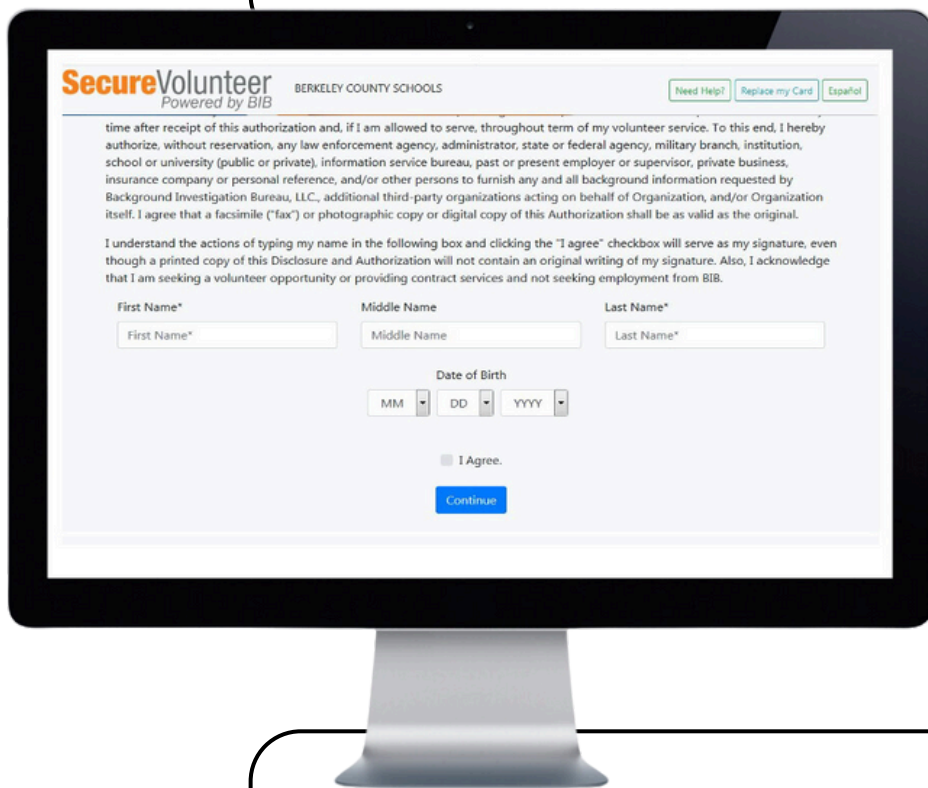 SecureVolunteer
Powered by BIB
BERKELEY COUNTY SCHOOLS
Need Help?
Replace my Card
Español
time after receipt of this authorization and, if I am allowed to serve, throughout term of my volunteer service. To this end, I hereby
authorize, without reservation, any law enforcement agency, administrator, state or federal agency, military branch, institution,
school or university (public or private), information service bureau, past or present employer or supervisor, private business,
insurance company or personal reference, and/or other persons to furnish any and all background information requested by
Background Investigation Bureau, LLC., additional third-party organizations acting on behalf of Organization, and/or Organization
itself. I agree that a facsimile ("fax") or photographic copy or digital copy of this Authorization shall be as valid as the original.
I understand the actions of typing my name in the following box and clicking the "I agree" checkbox will serve as my signature, even
though a printed copy of this Disclosure and Authorization will not contain an original writing of my signature. Also, I acknowledge
that I am seeking a volunteer opportunity or providing contract services and not seeking employment from BIB.
First Name* Middle Name Last Name*
First Name* Middle Name Last Name*
Date of Birth
MM DD YYYY
I Agree.
Continue